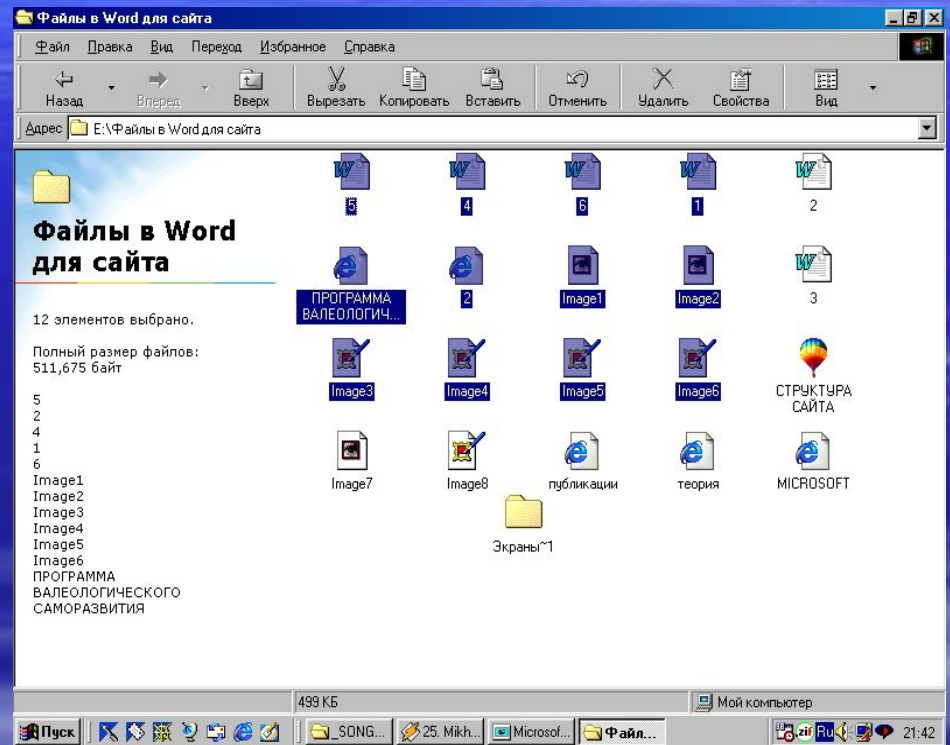 Файлы в Word для сайта
Файл Правка Вид Переход Избранное Справка
Назад Вперед Вверх Вырезать Копировать Вставить Отменить Удалить Свойства Вид
Адрес E:\Файлы в Word для сайта
Файлы в Word
для сайта
12 элементов выбрано.
Полный размер файлов:
511,675 байт
5
2
4
1
6
Image1
Image2
Image3
Image4
Image5
Image6
ПРОГРАММА
ВАЛЕОЛОГИЧЕСКОГО
САМОРАЗВИТИЯ
5 4 6 1 2
ПРОГРАММА
ВАЛЕОЛОГИЧ...
2 Image1 Image2 3
Image3 Image4 Image5 Image6 СТРУКТУРА
САЙТА
Image7 Image8 публикации теория MICROSOFT
Экраны~1
499 КБ Мой компьютер
Пуск _SONG... 25. Mikh... Microsof... Файл... Ru 21:42